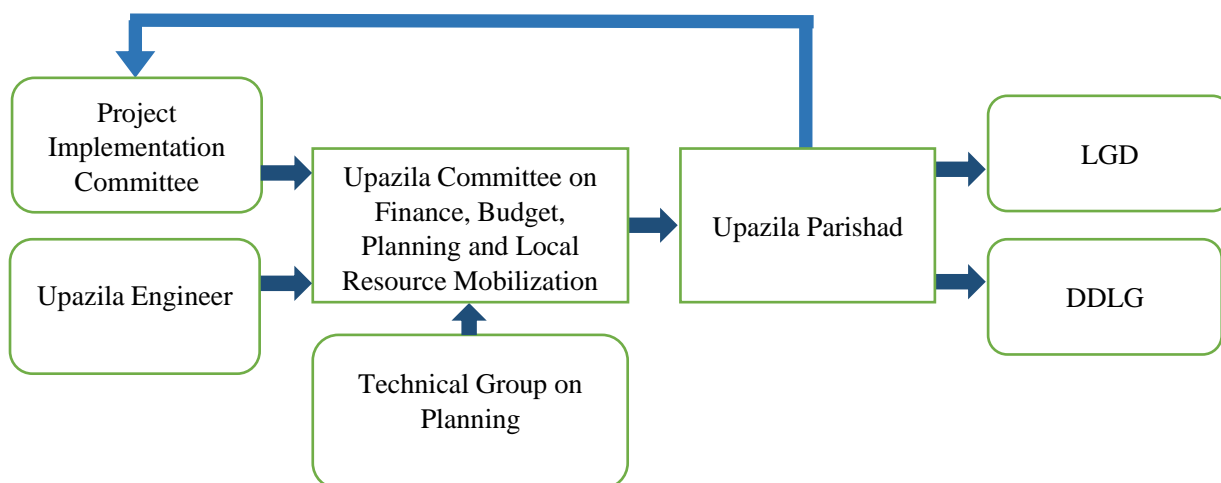 Project
Implementation
Committee
Upazila Engineer
Upazila Committee on
Finance, Budget,
Planning and Local
Resource Mobilization
Technical Group on
Planning
Upazila Parishad
LGD
DDLG